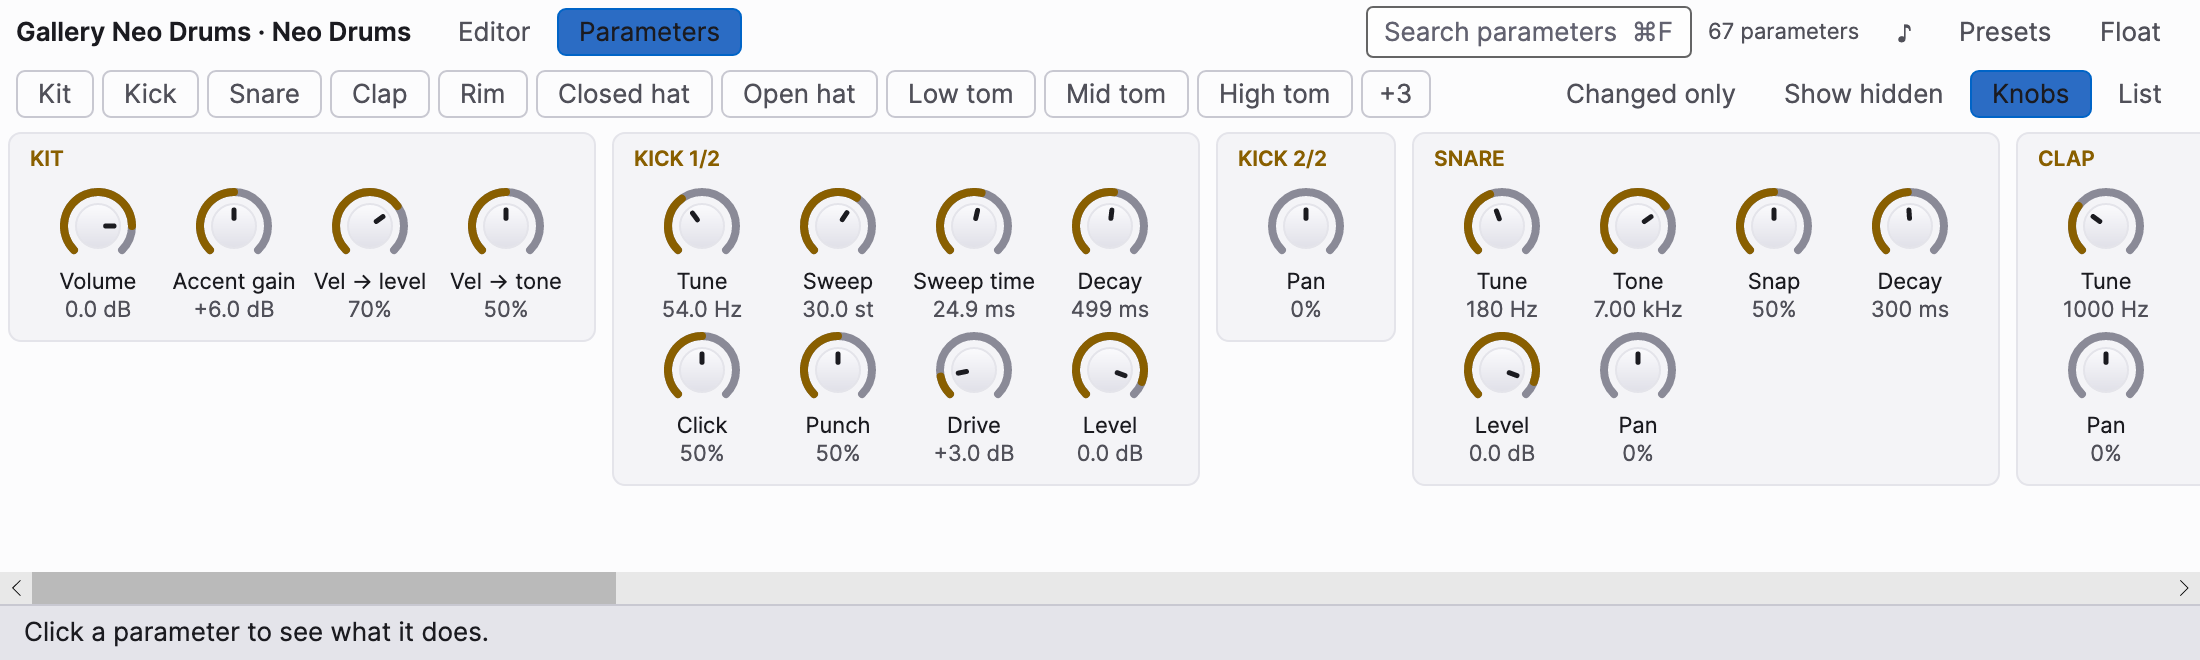 Gallery Neo Drums · Neo Drums Editor Parameters Search parameters ⌘F 67 parameters ♪ Presets Float
Kit Kick Snare Clap Rim Closed hat Open hat Low tom Mid tom High tom +3 Changed only Show hidden Knobs List
KIT KICK 1/2 KICK 2/2 SNARE CLAP
Volume Accent gain Vel → level Vel → tone Tune Sweep Sweep time Decay Pan Tune Tone Snap Decay Tune
0.0 dB +6.0 dB 70% 50% 54.0 Hz 30.0 st 24.9 ms 499 ms 0% 180 Hz 7.00 kHz 50% 300 ms 1000 Hz
Click Punch Drive Level Level Pan Pan
50% 50% +3.0 dB 0.0 dB 0.0 dB 0% 0%
Click a parameter to see what it does.